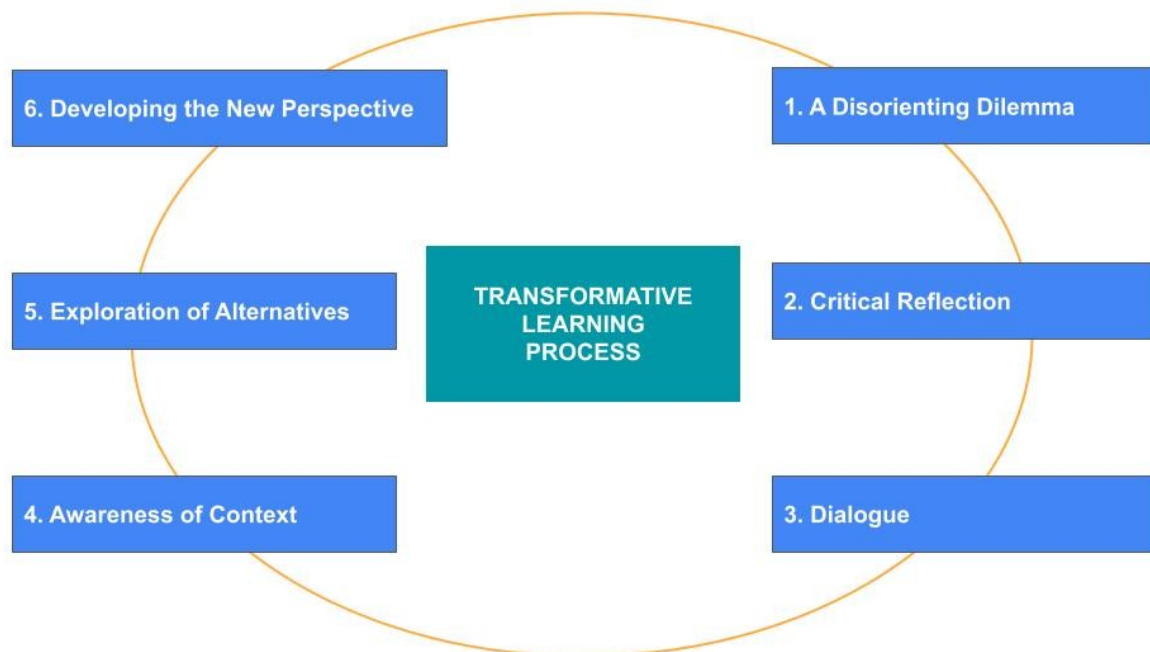 6. Developing the New Perspective
1. A Disorienting Dilemma
5. Exploration of Alternatives
TRANSFORMATIVE
LEARNING
PROCESS
2. Critical Reflection
4. Awareness of Context
3. Dialogue